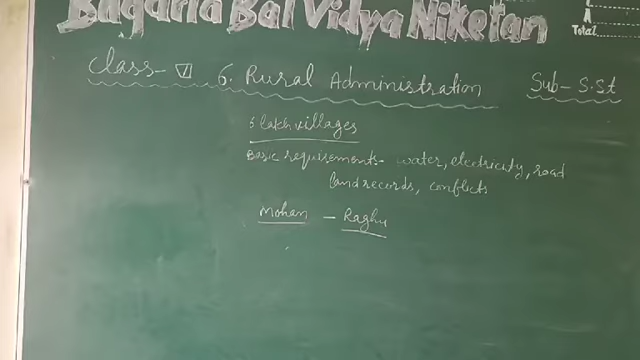 Bagaria Bal Vidya Niketan
A
Total
Class- VI 6. Rural Administration Sub- S.St
6 lakh villages
Basic requirements- water, electricity, road
land records, conflicts
Mohan - Raghu